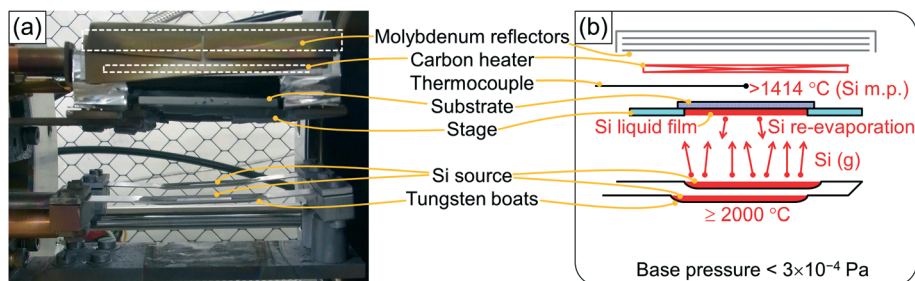 (a)
(b)
Molybdenum reflectors
Carbon heater
Thermocouple
>1414 °C (Si m.p.)
Substrate
Stage
Si liquid film
Si re-evaporation
Si (g)
Si source
Tungsten boats
≥ 2000 °C
Base pressure < 3×10⁻⁴ Pa